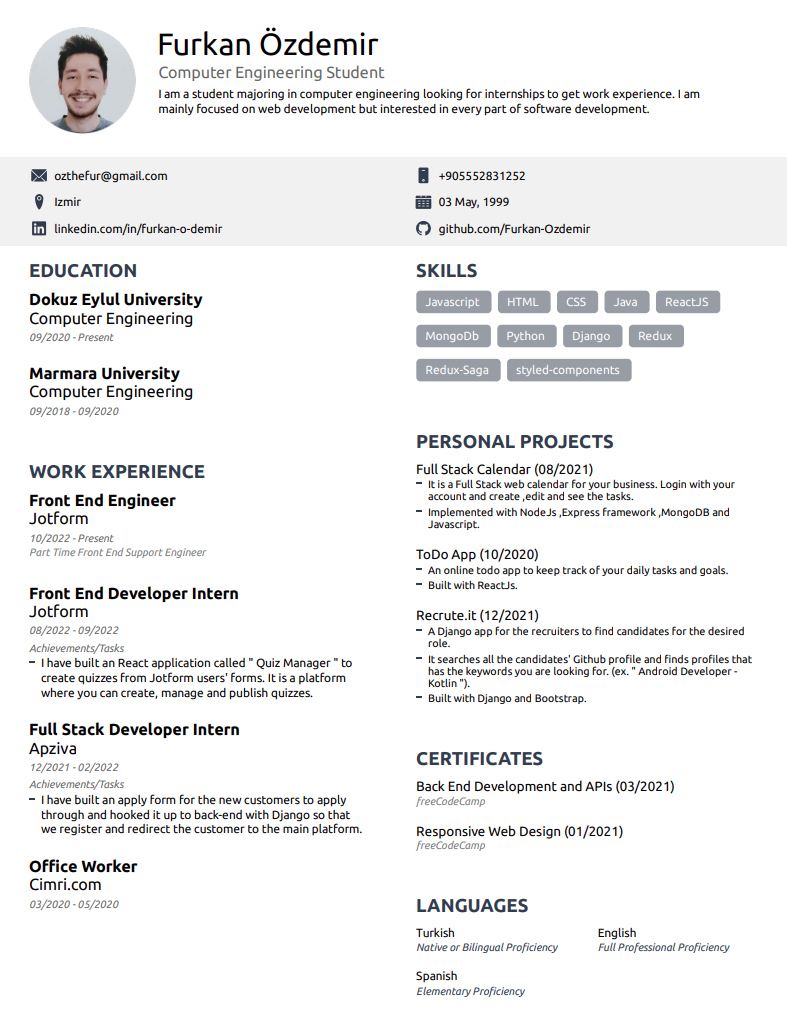 Furkan Özdemir
Computer Engineering Student
I am a student majoring in computer engineering looking for internships to get work experience. I am
mainly focused on web development but interested in every part of software development.
ozthefur@gmail.com
+905552831252
Izmir
03 May, 1999
linkedin.com/in/furkan-o-demir
github.com/Furkan-Ozdemir
EDUCATION
Dokuz Eylul University
Computer Engineering
09/2020 - Present
Marmara University
Computer Engineering
09/2018 - 09/2020
WORK EXPERIENCE
Front End Engineer
Jotform
10/2022 - Present
Part Time Front End Support Engineer
Front End Developer Intern
Jotform
08/2022 - 09/2022
Achievements/Tasks
– I have built an React application called " Quiz Manager " to
create quizzes from Jotform users' forms. It is a platform
where you can create, manage and publish quizzes.
Full Stack Developer Intern
Apziva
12/2021 - 02/2022
Achievements/Tasks
– I have built an apply form for the new customers to apply
through and hooked it up to back-end with Django so that
we register and redirect the customer to the main platform.
Office Worker
Cimri.com
03/2020 - 05/2020
SKILLS
Javascript HTML CSS Java ReactJS
MongoDb Python Django Redux
Redux-Saga styled-components
PERSONAL PROJECTS
Full Stack Calendar (08/2021)
– It is a Full Stack web calendar for your business. Login with your
account and create ,edit and see the tasks.
– Implemented with NodeJs ,Express framework ,MongoDB and
Javascript.
ToDo App (10/2020)
– An online todo app to keep track of your daily tasks and goals.
– Built with ReactJs.
Recrute.it (12/2021)
– A Django app for the recruiters to find candidates for the desired
role.
– It searches all the candidates' Github profile and finds profiles that
has the keywords you are looking for. (ex. " Android Developer -
Kotlin ").
– Built with Django and Bootstrap.
CERTIFICATES
Back End Development and APIs (03/2021)
freeCodeCamp
Responsive Web Design (01/2021)
freeCodeCamp
LANGUAGES
Turkish
Native or Bilingual Proficiency
English
Full Professional Proficiency
Spanish
Elementary Proficiency